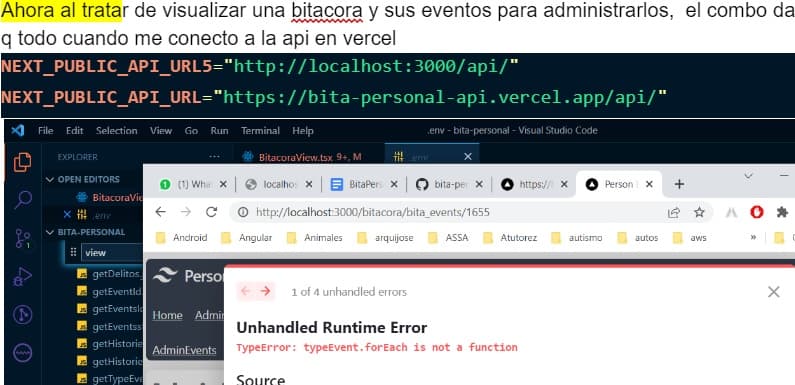 Ahora al tratar de visualizar una bitacora y sus eventos para administrarlos, el combo da
q todo cuando me conecto a la api en vercel
NEXT_PUBLIC_API_URL5="http://localhost:3000/api/"
NEXT_PUBLIC_API_URL="https://bita-personal-api.vercel.app/api/"
File Edit Selection View Go Run Terminal Help .env - bita-personal - Visual Studio Code
EXPLORER ... BitacoraView.tsx 9+, M .env
OPEN EDITORS
BitacoraVie
.env
BITA-PERSONAL
view
getDelitos.
getEventId
getEventsId
getEventss
getHistorie
getHistorie
getTypeEve
(1) Wha localhos BitaPers bita-per https:// Person
http://localhost:3000/bitacora/bita_events/1655
Android Angular Animales arquijose ASSA Atutorez autismo autos aws »
Perso
Home Admin
AdminEvents
1 of 4 unhandled errors
Unhandled Runtime Error
TypeError: typeEvent.forEach is not a function
Source